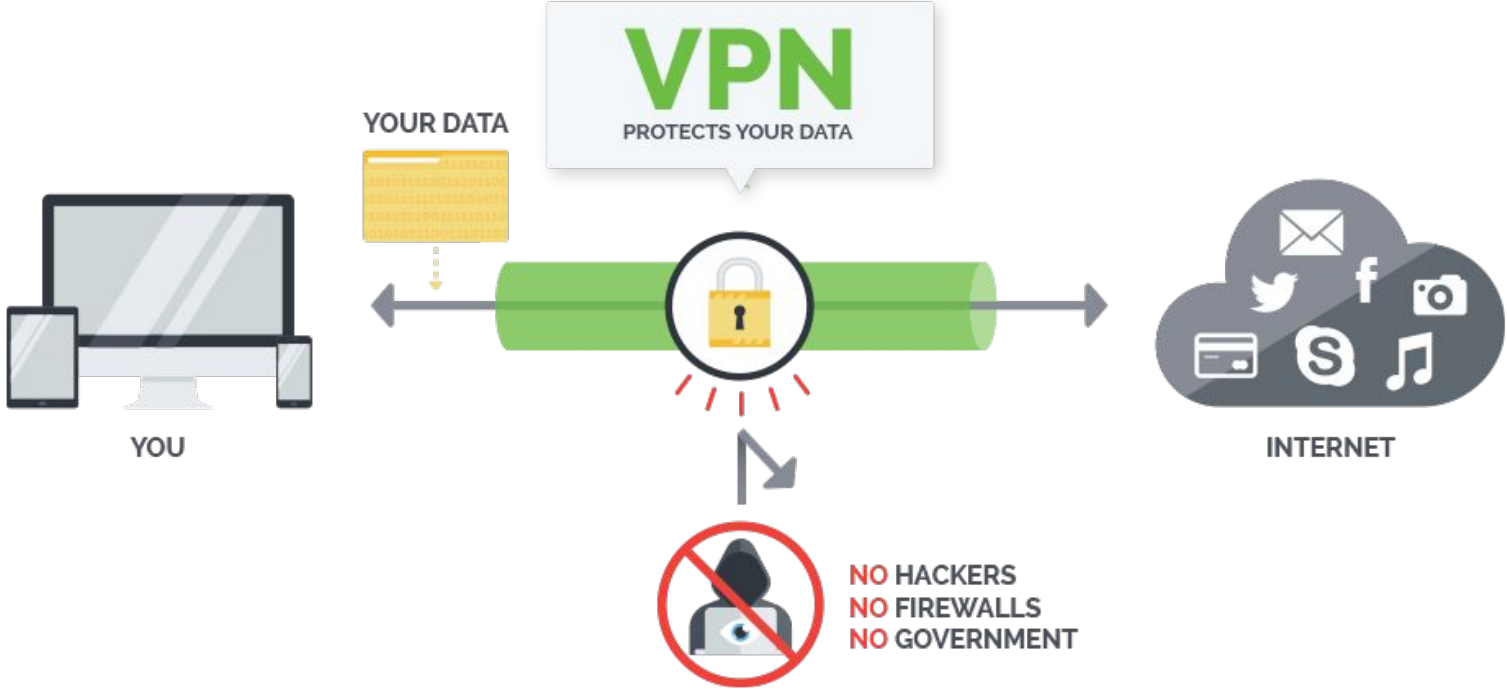 VPN
PROTECTS YOUR DATA
YOUR DATA
YOU
INTERNET
NO HACKERS
NO FIREWALLS
NO GOVERNMENT